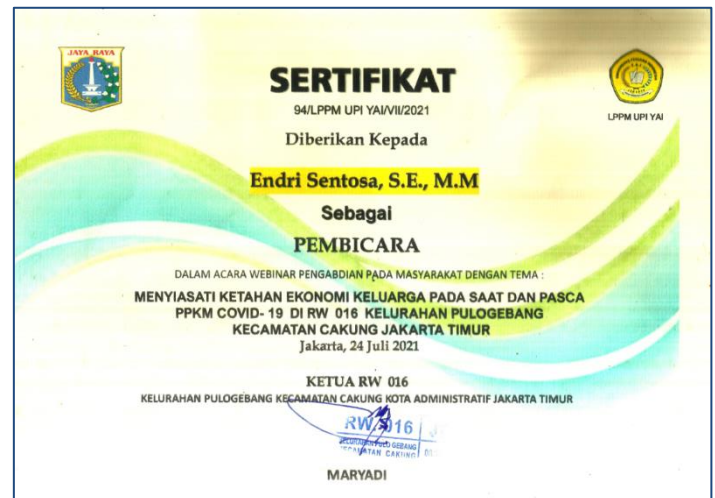 JAYA RAYA
SERTIFIKAT
94/LPPM UPI YAI/VII/2021
LPPM UPI YAI
Diberikan Kepada
Endri Sentosa, S.E., M.M
Sebagai
PEMBICARA
DALAM ACARA WEBINAR PENGABDIAN PADA MASYARAKAT DENGAN TEMA :
MENYIASATI KETAHAN EKONOMI KELUARGA PADA SAAT DAN PASCA
PPKM COVID- 19 DI RW 016 KELURAHAN PULOGEBANG
KECAMATAN CAKUNG JAKARTA TIMUR
Jakarta, 24 Juli 2021
KETUA RW 016
KELURAHAN PULOGEBANG KECAMATAN CAKUNG KOTA ADMINISTRATIF JAKARTA TIMUR
RW. 016
KELURAHAN PULO GEBANG
KECAMATAN CAKUNG
MARYADI